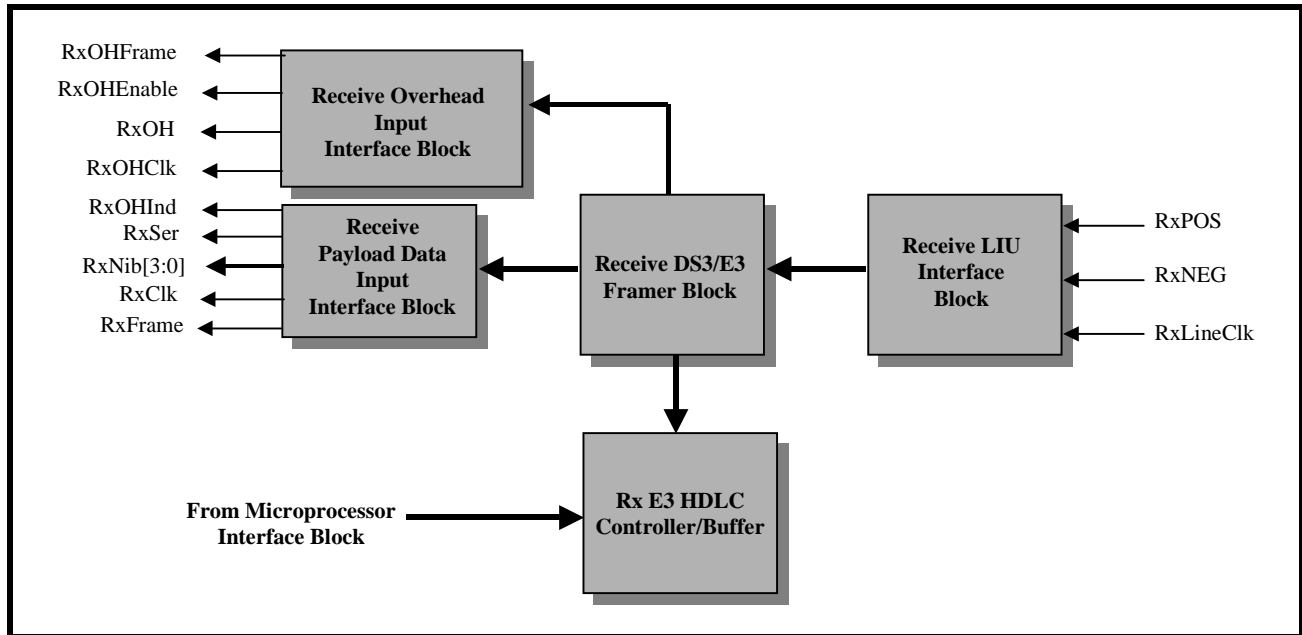 RxOHFrame
RxOHEnable
RxOH
RxOHClk
Receive Overhead
Input
Interface Block
RxOHInd
RxSer
RxNib[3:0]
RxClk
RxFrame
Receive
Payload Data
Input
Interface Block
Receive DS3/E3
Framer Block
Receive LIU
Interface
Block
RxPOS
RxNEG
RxLineClk
From Microprocessor
Interface Block
Rx E3 HDLC
Controller/Buffer